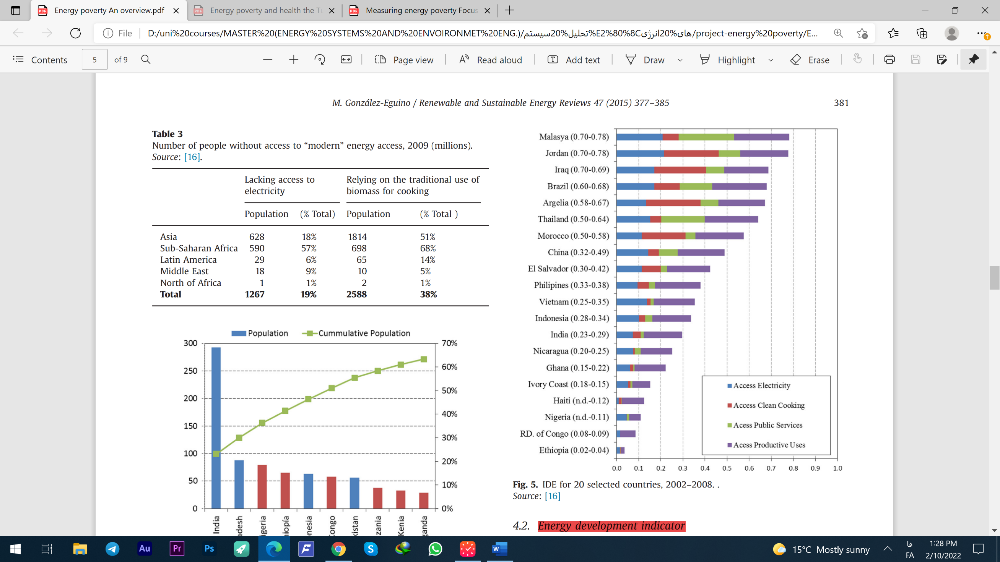 Energy poverty An overview.pdf
Energy poverty and health the Tu
Measuring energy poverty Focus
File
D:/uni%20courses/MASTER%20(ENERGY%20SYSTEMS%20AND%20ENVOIRONMET%20ENG.)/تحلیل%20سیستم%E2%80%8Cهای%20انرژی/project-energy%20poverty/E...
Contents
5
of 9
Page view
Read aloud
Add text
Draw
Highlight
Erase
M. González-Eguino / Renewable and Sustainable Energy Reviews 47 (2015) 377–385
381
Table 3
Number of people without access to “modern” energy access, 2009 (millions).
Source: [16].
Lacking access to
electricity
Relying on the traditional use of
biomass for cooking
Population (% Total) Population (% Total )
Asia 628 18% 1814 51%
Sub-Saharan Africa 590 57% 698 68%
Latin America 29 6% 65 14%
Middle East 18 9% 10 5%
North of Africa 1 1% 2 1%
Total 1267 19% 2588 38%
Population
Cummulative Population
300
250
200
150
100
50
0
70%
60%
50%
40%
30%
20%
10%
0%
India
adesh
igeria
hiopía
nesia
Congo
kistan
zania
Kenia
ganda
Malasya (0.70-0.78)
Jordan (0.70-0.78)
Iraq (0.70-0.69)
Brazil (0.60-0.68)
Argelia (0.58-0.67)
Thailand (0.50-0.64)
Morocco (0.50-0.58)
China (0.32-0.49)
El Salvador (0.30-0.42)
Philipines (0.33-0.38)
Vietnam (0.25-0.35)
Indonesia (0.28-0.34)
India (0.23-0.29)
Nicaragua (0.20-0.25)
Ghana (0.15-0.22)
Ivory Coast (0.18-0.15)
Haiti (n.d.-0.12)
Nigeria (n.d.-0.11)
RD. of Congo (0.08-0.09)
Ethiopia (0.02-0.04)
Access Electricity
Access Clean Cooking
Acess Public Services
Acess Productive Uses
0.0 0.1 0.2 0.3 0.4 0.5 0.6 0.7 0.8 0.9 1.0
Fig. 5. IDE for 20 selected countries, 2002–2008. .
Source: [16]
4.2. Energy development indicator
Au
Pr
Ps
15°C Mostly sunny
فا
FA
1:28 PM
2/10/2022